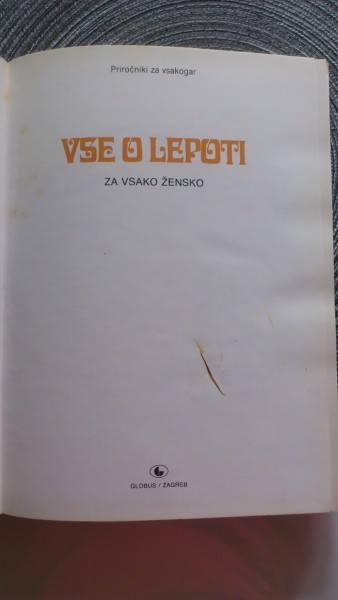 Priročniki za vsakogar
VSE O LEPOTI
ZA VSAKO ŽENSKO
GLOBUS / ZAGREB